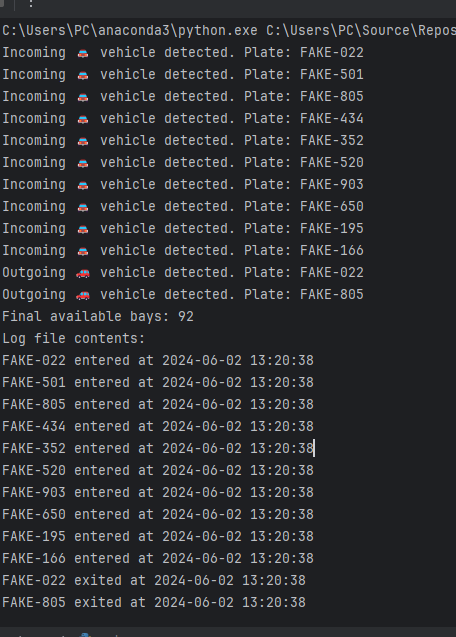 C:\Users\PC\anaconda3\python.exe C:\Users\PC\Source\Repos
Incoming 🚘 vehicle detected. Plate: FAKE-022
Incoming 🚘 vehicle detected. Plate: FAKE-501
Incoming 🚘 vehicle detected. Plate: FAKE-805
Incoming 🚘 vehicle detected. Plate: FAKE-434
Incoming 🚘 vehicle detected. Plate: FAKE-352
Incoming 🚘 vehicle detected. Plate: FAKE-520
Incoming 🚘 vehicle detected. Plate: FAKE-903
Incoming 🚘 vehicle detected. Plate: FAKE-650
Incoming 🚘 vehicle detected. Plate: FAKE-195
Incoming 🚘 vehicle detected. Plate: FAKE-166
Outgoing 🚗 vehicle detected. Plate: FAKE-022
Outgoing 🚗 vehicle detected. Plate: FAKE-805
Final available bays: 92
Log file contents:
FAKE-022 entered at 2024-06-02 13:20:38
FAKE-501 entered at 2024-06-02 13:20:38
FAKE-805 entered at 2024-06-02 13:20:38
FAKE-434 entered at 2024-06-02 13:20:38
FAKE-352 entered at 2024-06-02 13:20:38
FAKE-520 entered at 2024-06-02 13:20:38
FAKE-903 entered at 2024-06-02 13:20:38
FAKE-650 entered at 2024-06-02 13:20:38
FAKE-195 entered at 2024-06-02 13:20:38
FAKE-166 entered at 2024-06-02 13:20:38
FAKE-022 exited at 2024-06-02 13:20:38
FAKE-805 exited at 2024-06-02 13:20:38